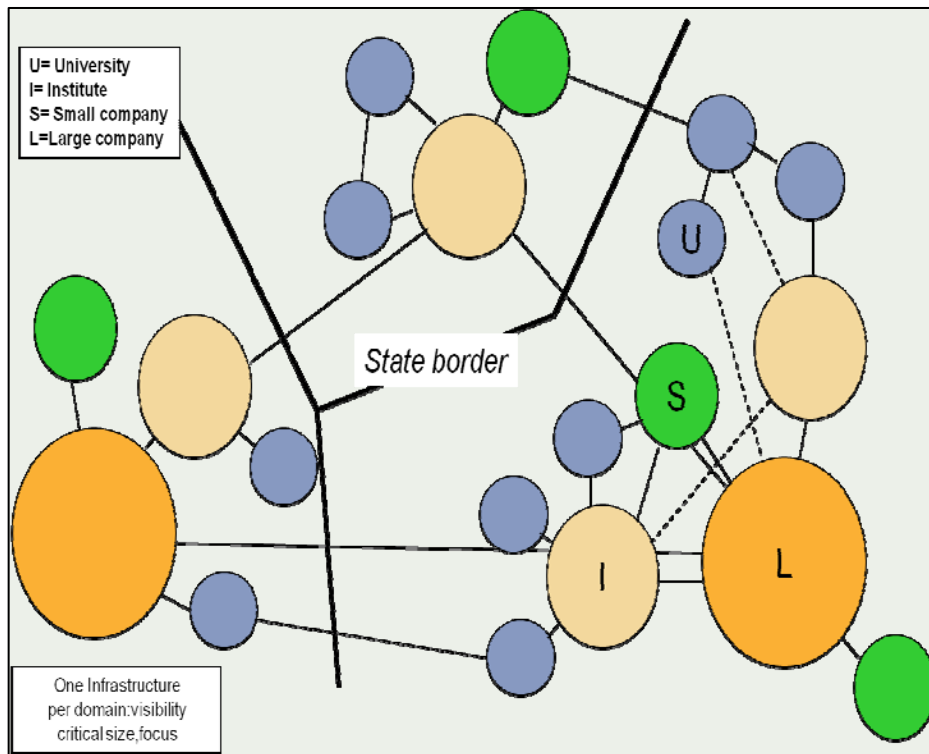 U= University
I= Institute
S= Small company
L=Large company
U
State border
S
I
L
One Infrastructure
per domain:visibility
critical size,focus